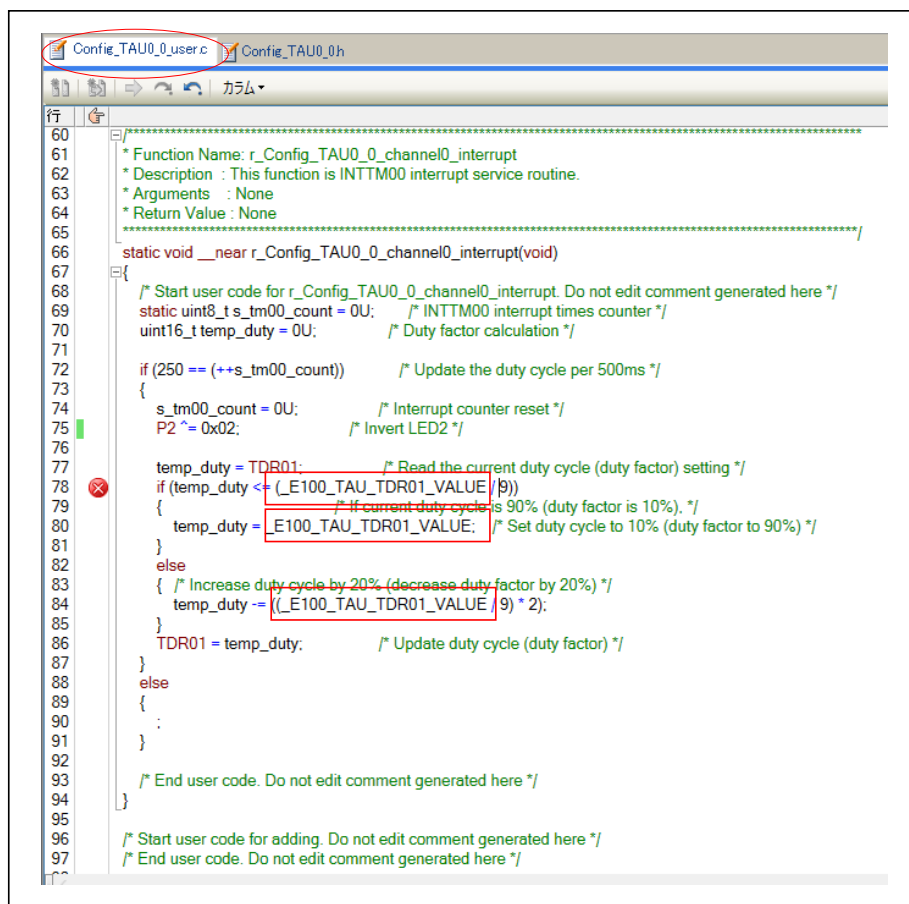 Config_TAU0_0_user.c Config_TAU0_0.h
カラム
行
60 /***********************************************************************************************************************
61 * Function Name: r_Config_TAU0_0_channel0_interrupt
62 * Description : This function is INTTM00 interrupt service routine.
63 * Arguments : None
64 * Return Value : None
65 ***********************************************************************************************************************/
66 static void __near r_Config_TAU0_0_channel0_interrupt(void)
67 {
68 /* Start user code for r_Config_TAU0_0_channel0_interrupt. Do not edit comment generated here */
69 static uint8_t s_tm00_count = 0U; /* INTTM00 interrupt times counter */
70 uint16_t temp_duty = 0U; /* Duty factor calculation */
71
72 if (250 == (++s_tm00_count)) /* Update the duty cycle per 500ms */
73 {
74 s_tm00_count = 0U; /* Interrupt counter reset */
75 P2 ^= 0x02; /* Invert LED2 */
76
77 temp_duty = TDR01; /* Read the current duty cycle (duty factor) setting */
78 if (temp_duty <= (_E100_TAU_TDR01_VALUE / 9))
79 { /* If current duty cycle is 90% (duty factor is 10%), */
80 temp_duty = _E100_TAU_TDR01_VALUE; /* Set duty cycle to 10% (duty factor to 90%) */
81 }
82 else
83 { /* Increase duty cycle by 20% (decrease duty factor by 20%) */
84 temp_duty -= ((_E100_TAU_TDR01_VALUE / 9) * 2);
85 }
86 TDR01 = temp_duty; /* Update duty cycle (duty factor) */
87 }
88 else
89 {
90 ;
91 }
92
93 /* End user code. Do not edit comment generated here */
94 }
95
96 /* Start user code for adding. Do not edit comment generated here */
97 /* End user code. Do not edit comment generated here */